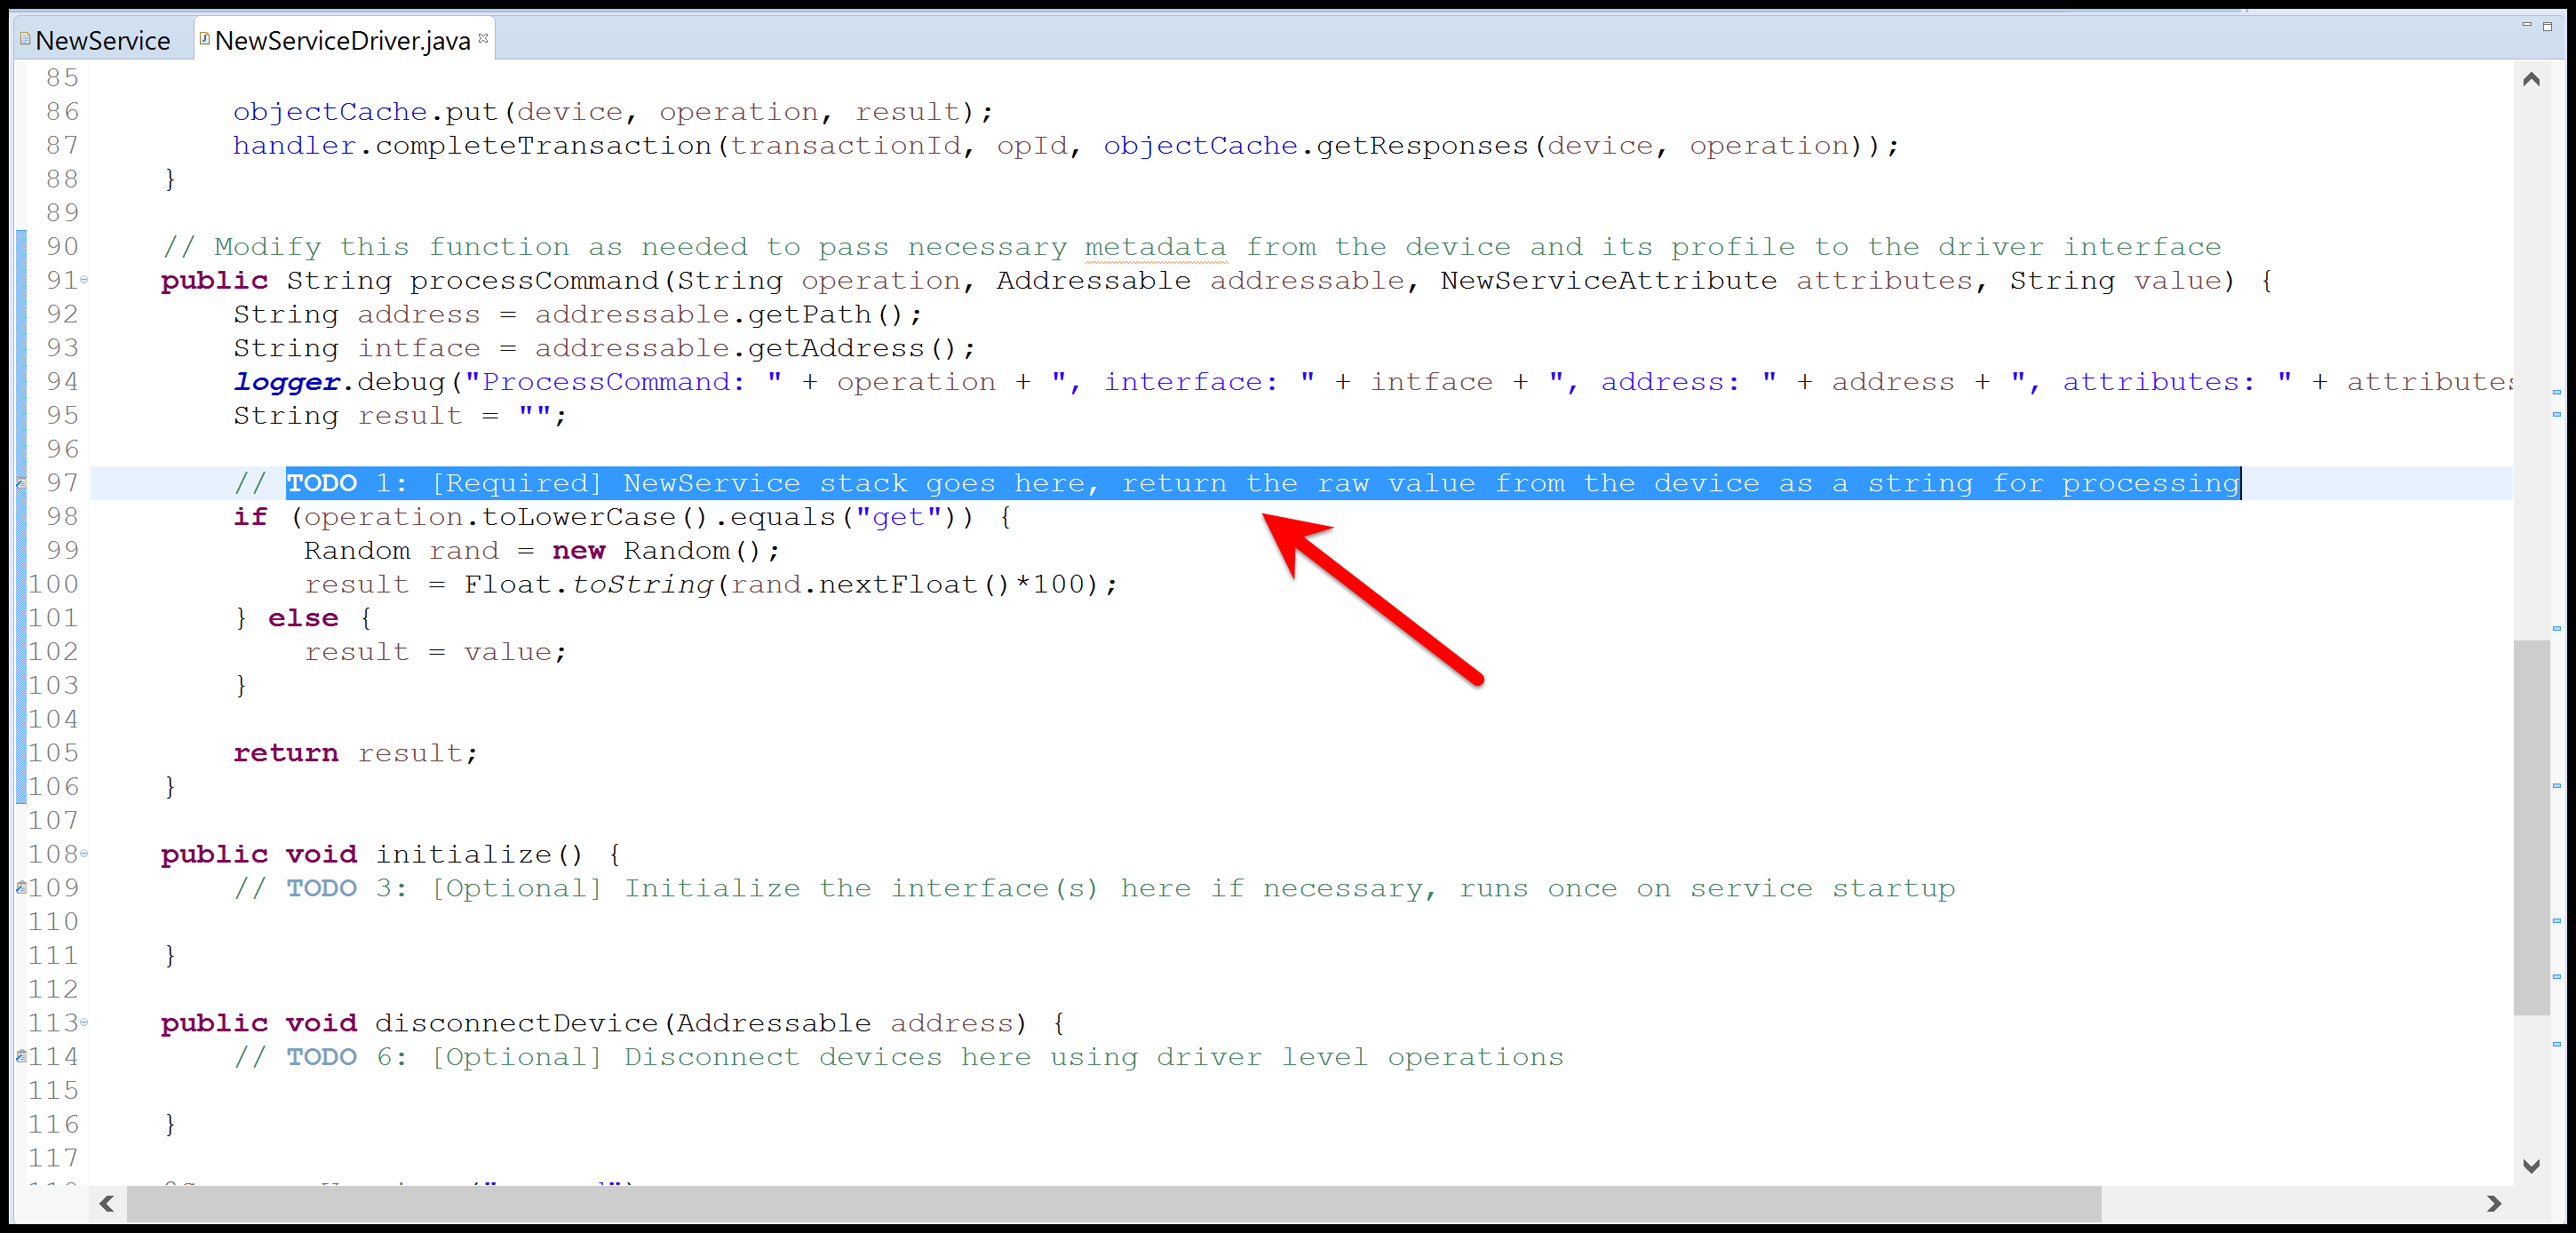 NewService NewServiceDriver.java
85
86 objectCache.put(device, operation, result);
87 handler.completeTransaction(transactionId, opId, objectCache.getResponses(device, operation));
88 }
89
90 // Modify this function as needed to pass necessary metadata from the device and its profile to the driver interface
91 public String processCommand(String operation, Addressable addressable, NewServiceAttribute attributes, String value) {
92 String address = addressable.getPath();
93 String intface = addressable.getAddress();
94 logger.debug("ProcessCommand: " + operation + ", interface: " + intface + ", address: " + address + ", attributes: " + attributes
95 String result = "";
96
97 // TODO 1: [Required] NewService stack goes here, return the raw value from the device as a string for processing
98 if (operation.toLowerCase().equals("get")) {
99 Random rand = new Random();
100 result = Float.toString(rand.nextFloat()*100);
101 } else {
102 result = value;
103 }
104
105 return result;
106 }
107
108 public void initialize() {
109 // TODO 3: [Optional] Initialize the interface(s) here if necessary, runs once on service startup
110
111 }
112
113 public void disconnectDevice(Addressable address) {
114 // TODO 6: [Optional] Disconnect devices here using driver level operations
115
116 }
117